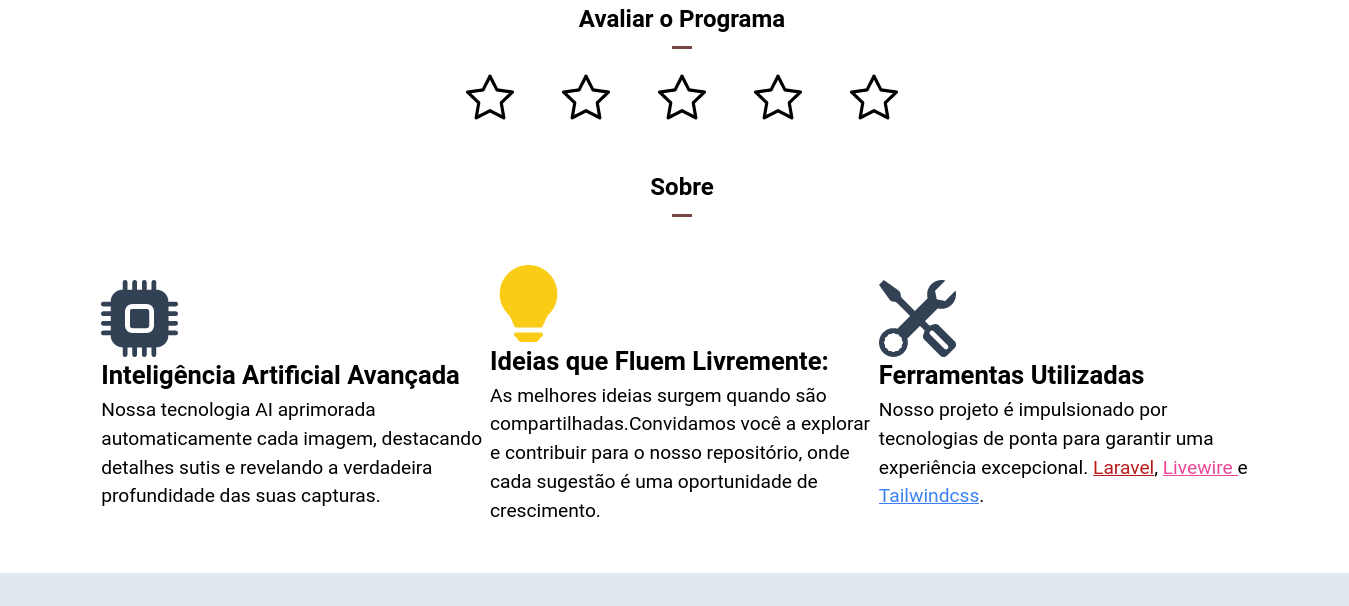 Avaliar o Programa
Sobre
Inteligência Artificial Avançada
Nossa tecnologia AI aprimorada
automaticamente cada imagem, destacando
detalhes sutis e revelando a verdadeira
profundidade das suas capturas.
Ideias que Fluem Livremente:
As melhores ideias surgem quando são
compartilhadas.Convidamos você a explorar
e contribuir para o nosso repositório, onde
cada sugestão é uma oportunidade de
crescimento.
Ferramentas Utilizadas
Nosso projeto é impulsionado por
tecnologias de ponta para garantir uma
experiência excepcional. Laravel, Livewire e
Tailwindcss.